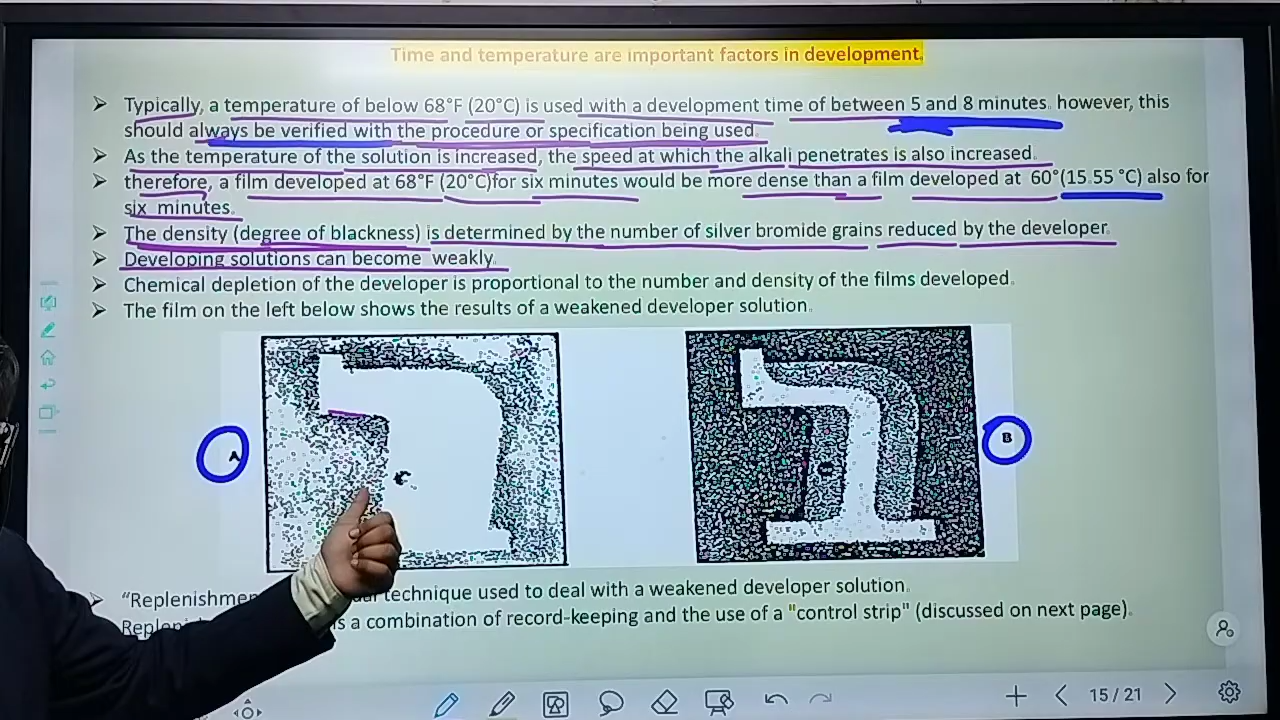 Time and temperature are important factors in development.
➢ Typically, a temperature of below 68°F (20°C) is used with a development time of between 5 and 8 minutes. however, this
should always be verified with the procedure or specification being used.
➢ As the temperature of the solution is increased, the speed at which the alkali penetrates is also increased.
➢ therefore, a film developed at 68°F (20°C)for six minutes would be more dense than a film developed at 60°(15.55 °C) also for
six minutes.
➢ The density (degree of blackness) is determined by the number of silver bromide grains reduced by the developer.
➢ Developing solutions can become weakly.
➢ Chemical depletion of the developer is proportional to the number and density of the films developed.
➢ The film on the left below shows the results of a weakened developer solution.
A
B
➢ “Replenishme technique used to deal with a weakened developer solution.
a combination of record-keeping and the use of a "control strip" (discussed on next page).
15 / 21